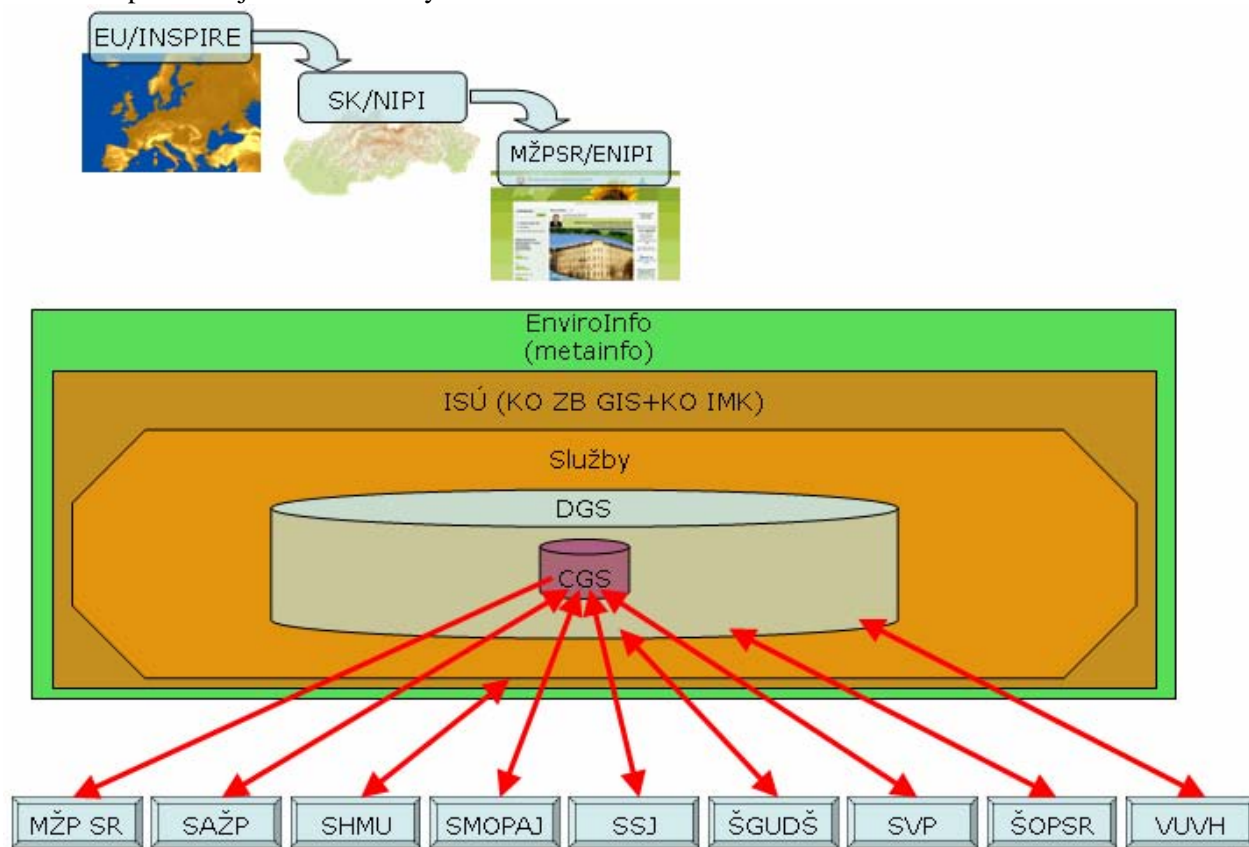 EU/INSPIRE
SK/NIPI
MŽPSR/ENIPI
EnviroInfo
(metainfo)
ISÚ (KO ZB GIS+KO IMK)
Služby
DGS
CGS
MŽP SR
SAŽP
SHMU
SMOPAJ
SSJ
ŠGUDŠ
SVP
ŠOPSR
VUVH